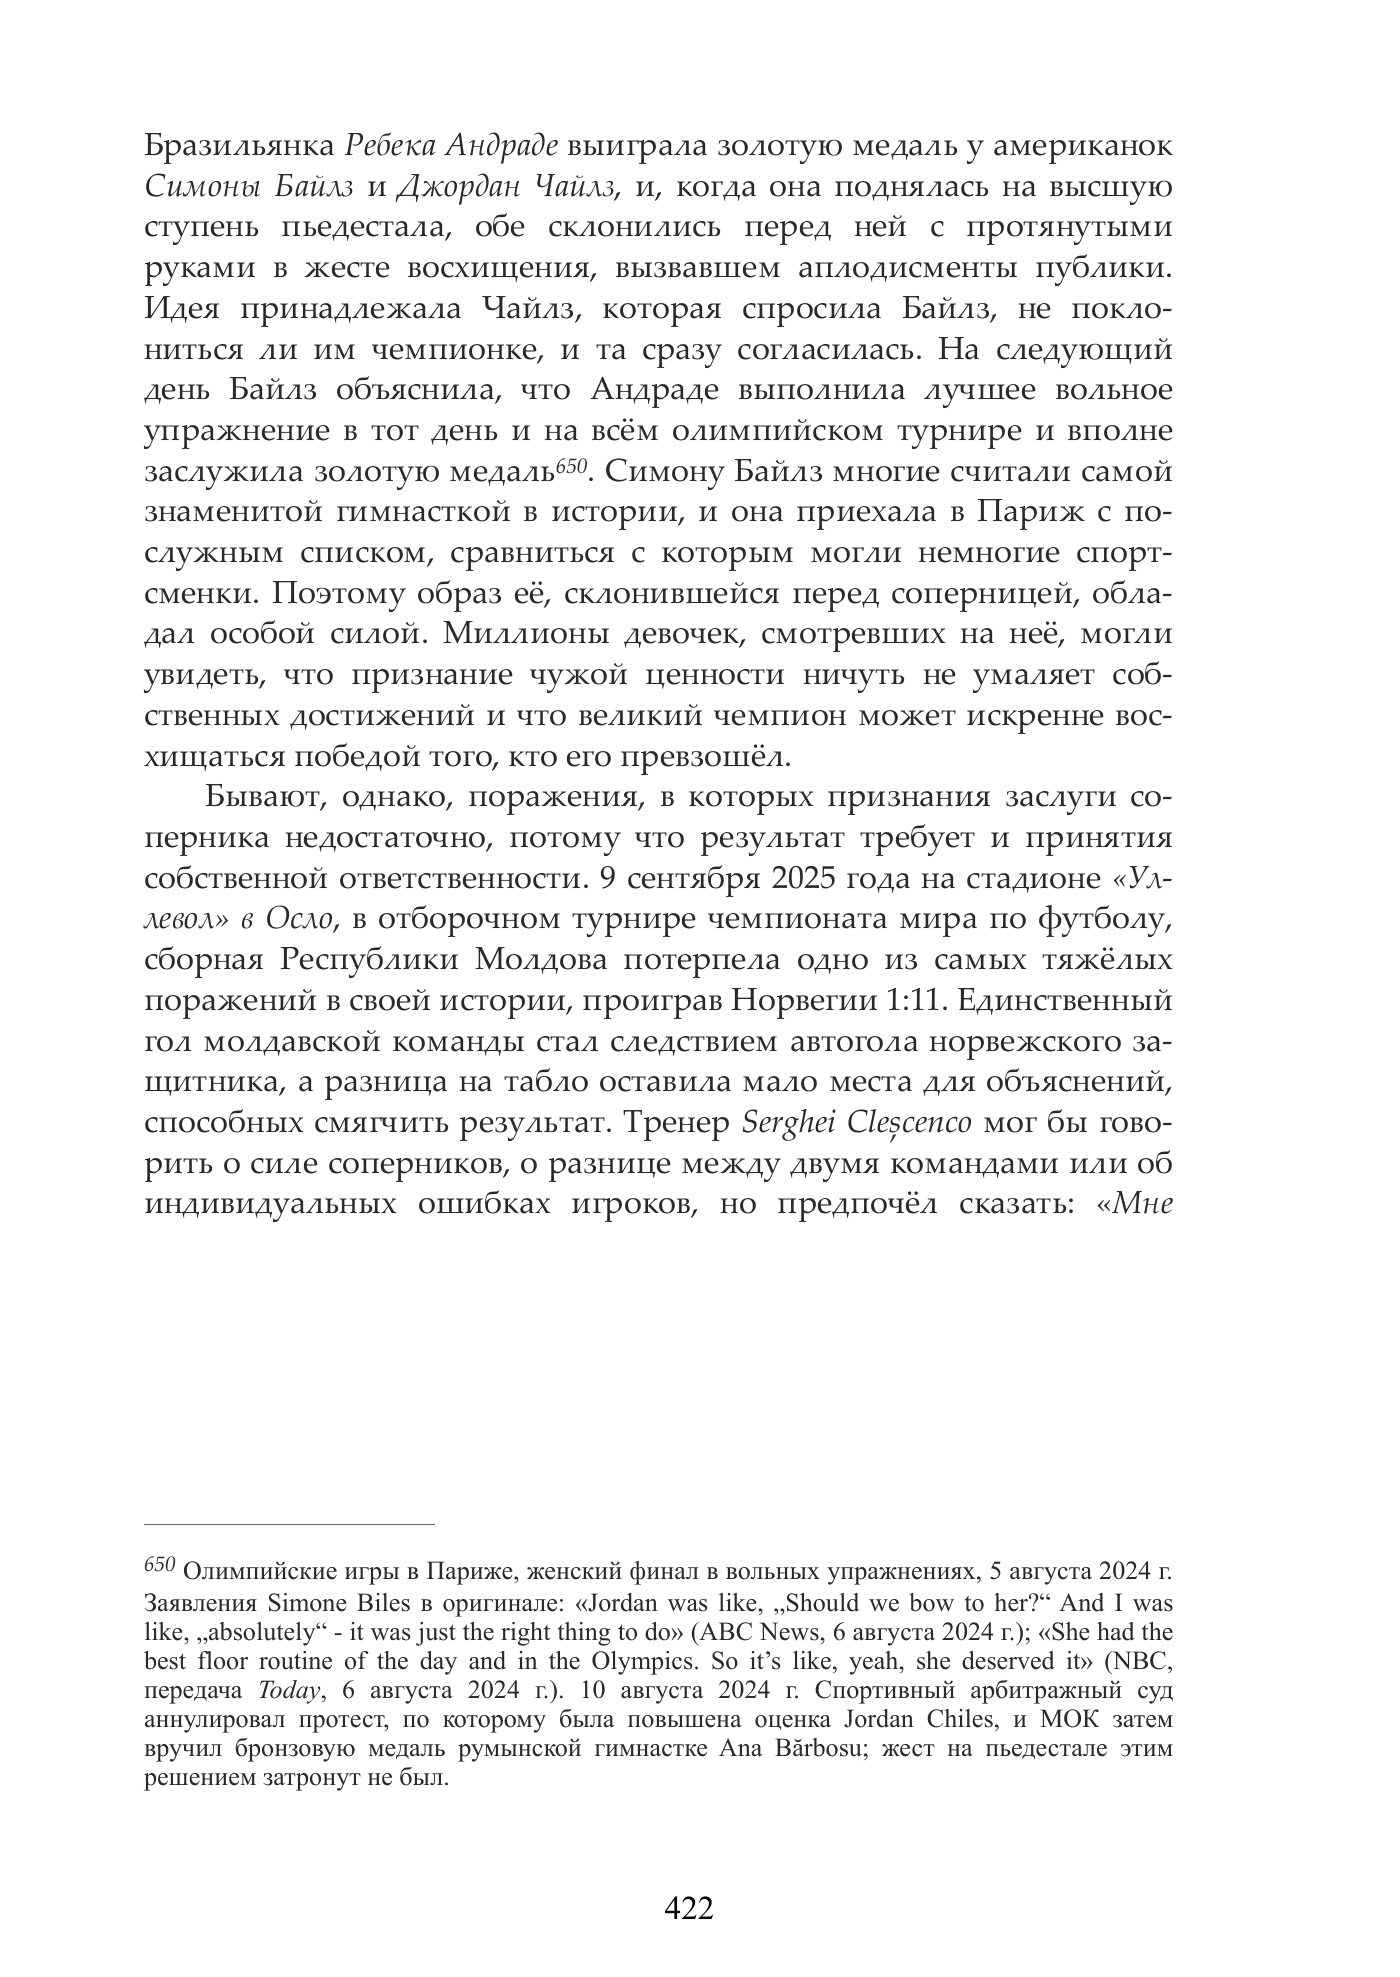 Бразильянка Ребека Андраде выиграла золотую медаль у американок
Симоны Байлз и Джордан Чайлз, и, когда она поднялась на высшую
ступень пьедестала, обе склонились перед ней с протянутыми
руками в жесте восхищения, вызвавшем аплодисменты публики.
Идея принадлежала Чайлз, которая спросила Байлз, не покло-
ниться ли им чемпионке, и та сразу согласилась. На следующий
день Байлз объяснила, что Андраде выполнила лучшее вольное
упражнение в тот день и на всём олимпийском турнире и вполне
заслужила золотую медаль650. Симону Байлз многие считали самой
знаменитой гимнасткой в истории, и она приехала в Париж с по-
служным списком, сравниться с которым могли немногие спорт-
сменки. Поэтому образ её, склонившейся перед соперницей, обла-
дал особой силой. Миллионы девочек, смотревших на неё, могли
увидеть, что признание чужой ценности ничуть не умаляет соб-
ственных достижений и что великий чемпион может искренне вос-
хищаться победой того, кто его превзошёл.
Бывают, однако, поражения, в которых признания заслуги со-
перника недостаточно, потому что результат требует и принятия
собственной ответственности. 9 сентября 2025 года на стадионе «Ул-
левол» в Осло, в отборочном турнире чемпионата мира по футболу,
сборная Республики Молдова потерпела одно из самых тяжёлых
поражений в своей истории, проиграв Норвегии 1:11. Единственный
гол молдавской команды стал следствием автогола норвежского за-
щитника, а разница на табло оставила мало места для объяснений,
способных смягчить результат. Тренер Serghei Cleșcenco мог бы гово-
рить о силе соперников, о разнице между двумя командами или об
индивидуальных ошибках игроков, но предпочёл сказать: «Мне
650 Олимпийские игры в Париже, женский финал в вольных упражнениях, 5 августа 2024 г.
Заявления Simone Biles в оригинале: «Jordan was like, „Should we bow to her?“ And I was
like, „absolutely“ - it was just the right thing to do» (ABC News, 6 августа 2024 г.); «She had the
best floor routine of the day and in the Olympics. So it’s like, yeah, she deserved it» (NBC,
передача Today, 6 августа 2024 г.). 10 августа 2024 г. Спортивный арбитражный суд
аннулировал протест, по которому была повышена оценка Jordan Chiles, и МОК затем
вручил бронзовую медаль румынской гимнастке Ana Bărbosu; жест на пьедестале этим
решением затронут не был.
422